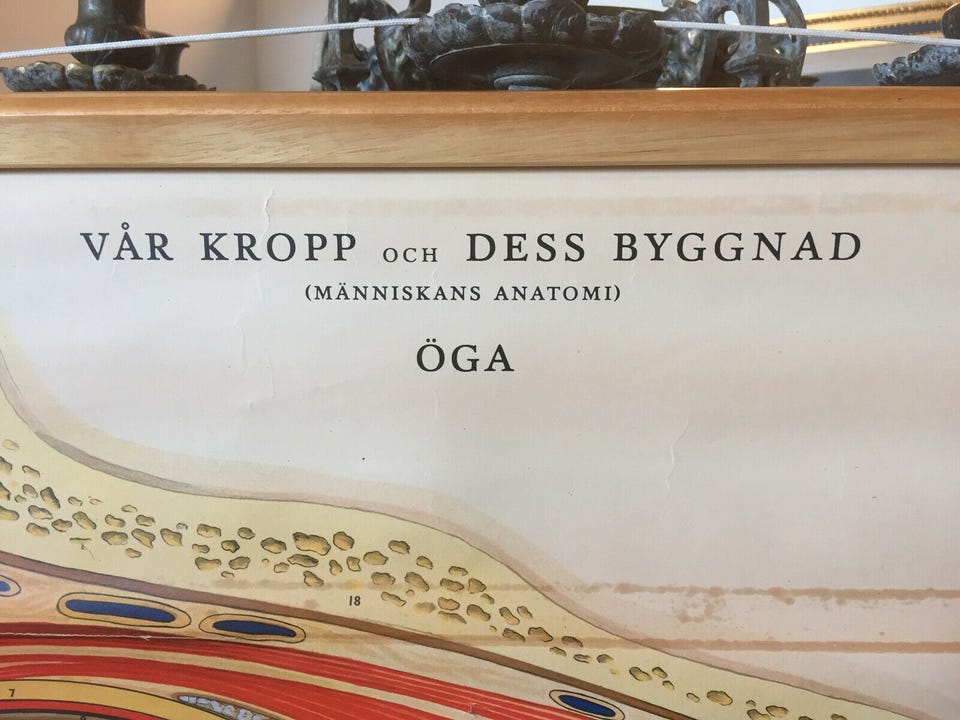 VÅR KROPP OCH DESS BYGGNAD
(MÄNNISKANS ANATOMI)
ÖGA
18
7